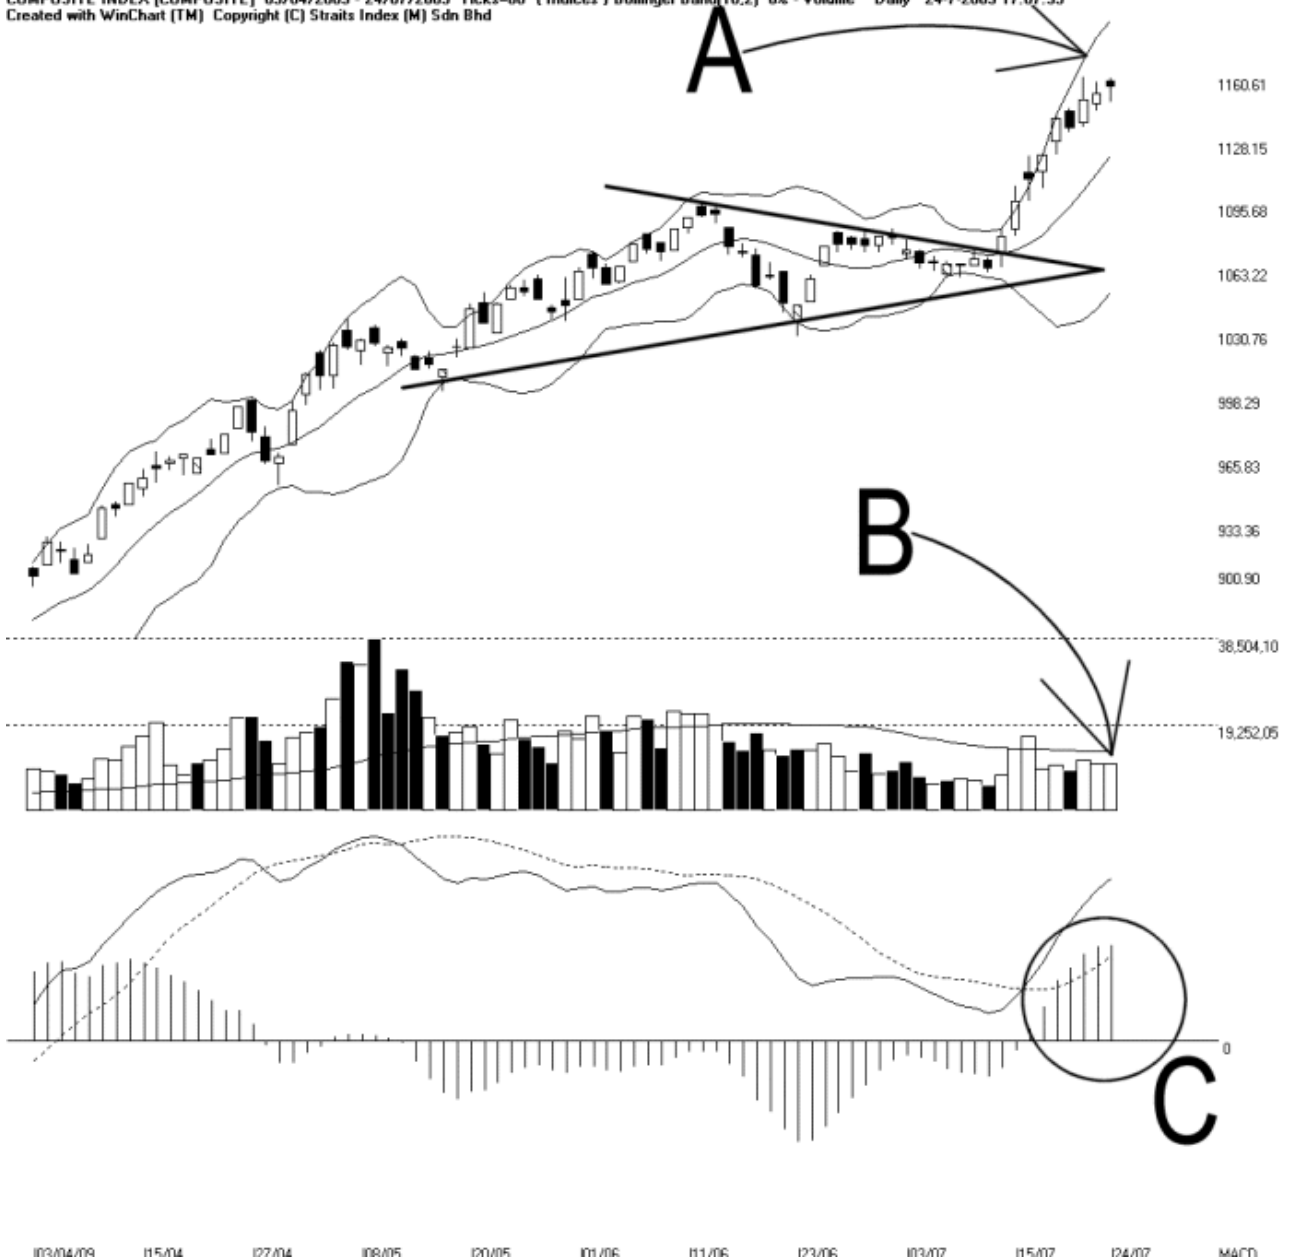 COMPOSITE INDEX [COMPOSITE]
Created with WinChart (TM) Copyright (C) Straits Index (M) Sdn Bhd
A
1160.61
1128.15
1095.68
1063.22
1030.76
998.29
965.83
B
933.36
900.90
38,504,10
19,252,05
0
C
03/04/09 15/04 27/04 08/05 20/05 01/06 11/06 23/06 03/07 15/07 24/07 MACD